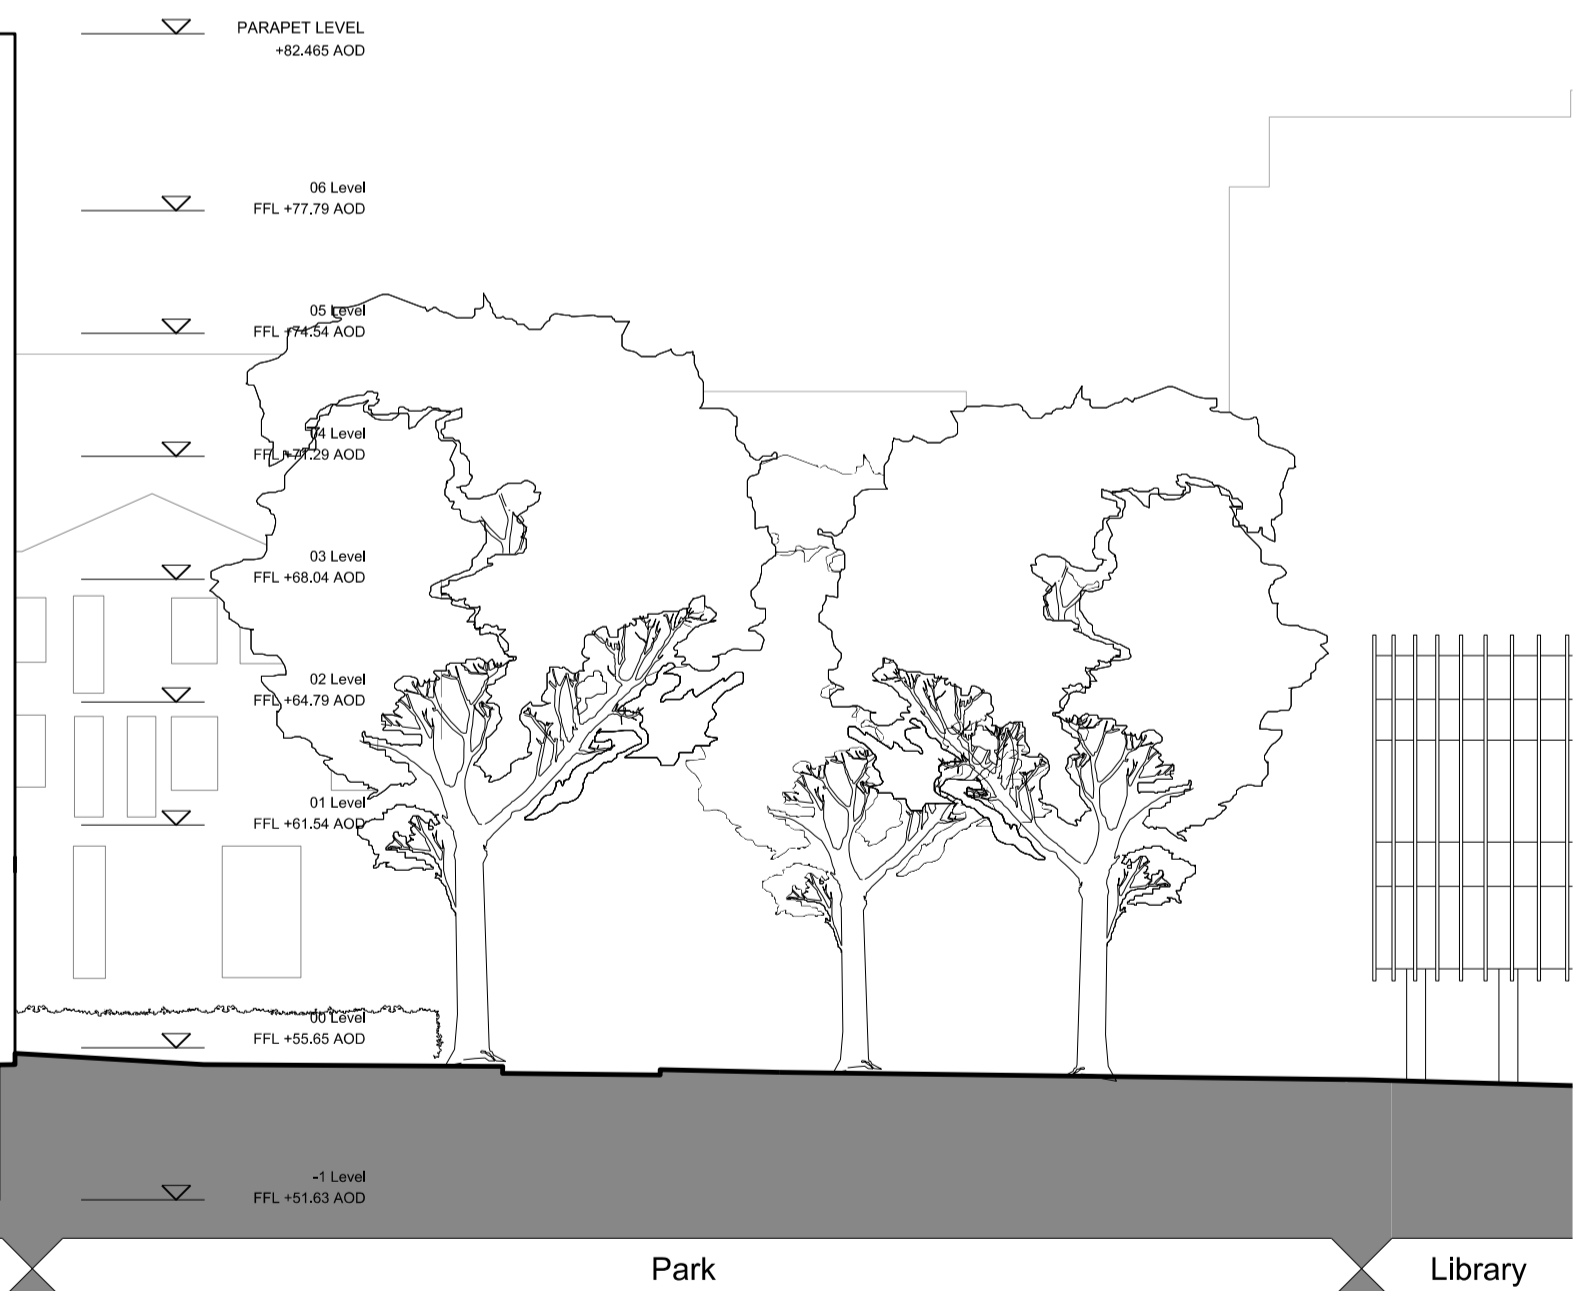 PARAPET LEVEL
+82.465 AOD
06 Level
FFL +77.79 AOD
05 Level
FFL +74.54 AOD
04 Level
FFL +71.29 AOD
03 Level
FFL +68.04 AOD
02 Level
FFL +64.79 AOD
01 Level
FFL +61.54 AOD
00 Level
FFL +55.65 AOD
-1 Level
FFL +51.63 AOD
Park
Library